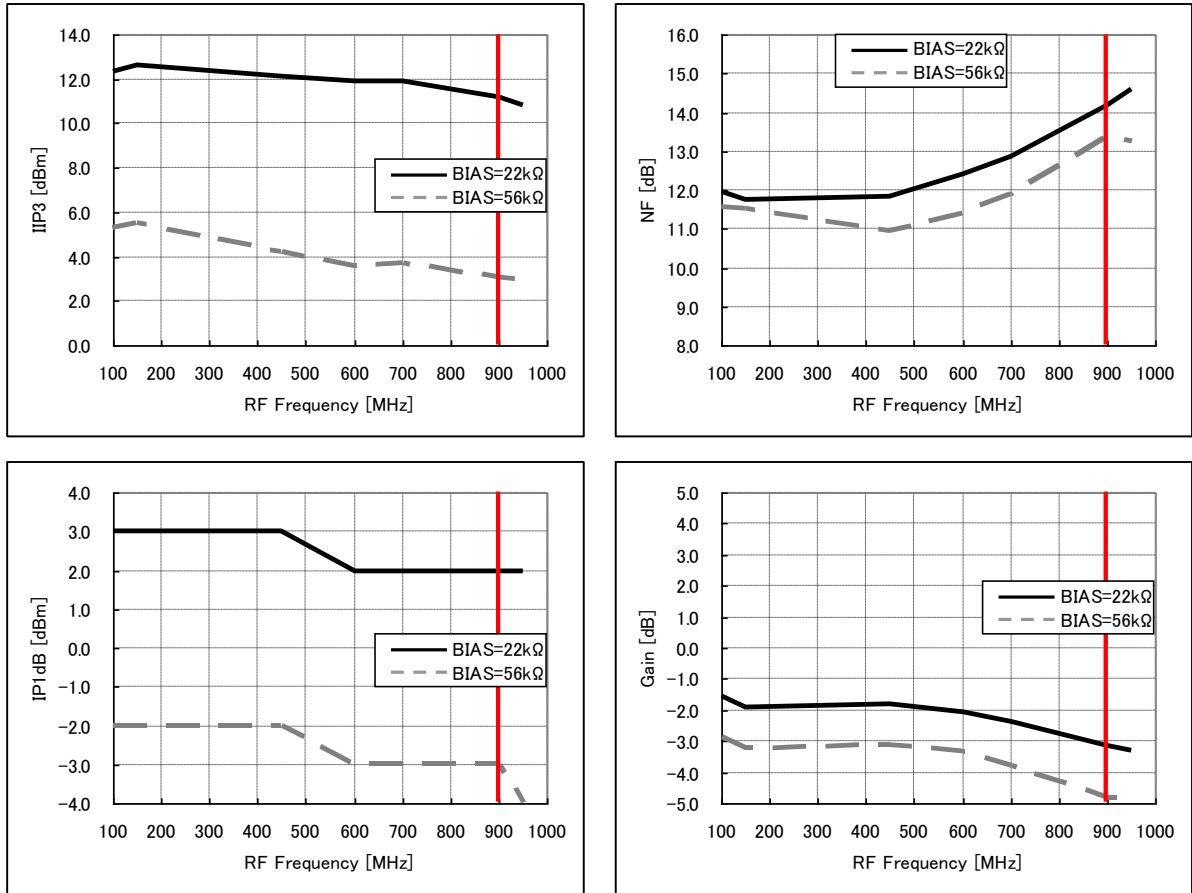 14.0
12.0
10.0
8.0
6.0
4.0
2.0
0.0
IIP3 [dBm]
BIAS=22kΩ
BIAS=56kΩ
100 200 300 400 500 600 700 800 900 1000
RF Frequency [MHz]
16.0
15.0
14.0
13.0
12.0
11.0
10.0
9.0
8.0
NF [dB]
BIAS=22kΩ
BIAS=56kΩ
100 200 300 400 500 600 700 800 900 1000
RF Frequency [MHz]
4.0
3.0
2.0
1.0
0.0
-1.0
-2.0
-3.0
-4.0
IP1dB [dBm]
BIAS=22kΩ
BIAS=56kΩ
100 200 300 400 500 600 700 800 900 1000
RF Frequency [MHz]
5.0
4.0
3.0
2.0
1.0
0.0
-1.0
-2.0
-3.0
-4.0
-5.0
Gain [dB]
BIAS=22kΩ
BIAS=56kΩ
100 200 300 400 500 600 700 800 900 1000
RF Frequency [MHz]